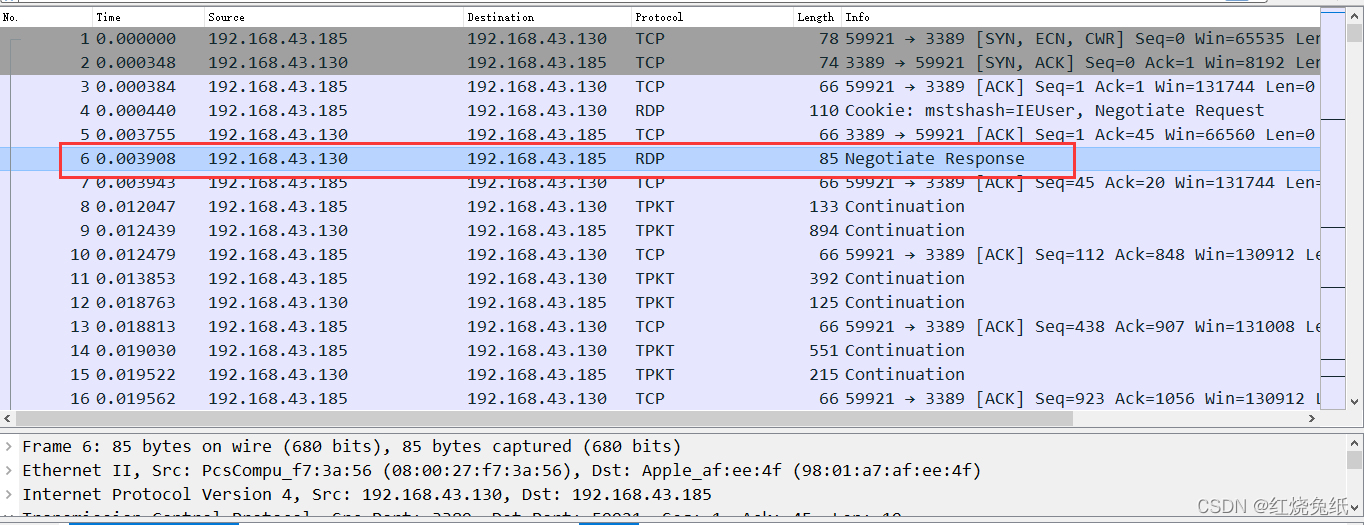 No. Time Source Destination Protocol Length Info
1 0.000000 192.168.43.185 192.168.43.130 TCP 78 59921 → 3389 [SYN, ECN, CWR] Seq=0 Win=65535 Len
2 0.000348 192.168.43.130 192.168.43.185 TCP 74 3389 → 59921 [SYN, ACK] Seq=0 Ack=1 Win=8192 Len
3 0.000384 192.168.43.185 192.168.43.130 TCP 66 59921 → 3389 [ACK] Seq=1 Ack=1 Win=131744 Len=0
4 0.000440 192.168.43.185 192.168.43.130 RDP 110 Cookie: mstshash=IEUser, Negotiate Request
5 0.003755 192.168.43.130 192.168.43.185 TCP 66 3389 → 59921 [ACK] Seq=1 Ack=45 Win=66560 Len=0
6 0.003908 192.168.43.130 192.168.43.185 RDP 85 Negotiate Response
7 0.003943 192.168.43.185 192.168.43.130 TCP 66 59921 → 3389 [ACK] Seq=45 Ack=20 Win=131744 Len=
8 0.012047 192.168.43.185 192.168.43.130 TPKT 133 Continuation
9 0.012439 192.168.43.130 192.168.43.185 TPKT 894 Continuation
10 0.012479 192.168.43.185 192.168.43.130 TCP 66 59921 → 3389 [ACK] Seq=112 Ack=848 Win=130912 Le
11 0.013853 192.168.43.185 192.168.43.130 TPKT 392 Continuation
12 0.018763 192.168.43.130 192.168.43.185 TPKT 125 Continuation
13 0.018813 192.168.43.185 192.168.43.130 TCP 66 59921 → 3389 [ACK] Seq=438 Ack=907 Win=131008 Le
14 0.019030 192.168.43.185 192.168.43.130 TPKT 551 Continuation
15 0.019522 192.168.43.130 192.168.43.185 TPKT 215 Continuation
16 0.019562 192.168.43.185 192.168.43.130 TCP 66 59921 → 3389 [ACK] Seq=923 Ack=1056 Win=130912 L
Frame 6: 85 bytes on wire (680 bits), 85 bytes captured (680 bits)
Ethernet II, Src: PcsCompu_f7:3a:56 (08:00:27:f7:3a:56), Dst: Apple_af:ee:4f (98:01:a7:af:ee:4f)
Internet Protocol Version 4, Src: 192.168.43.130, Dst: 192.168.43.185
Transmission Control Protocol, Src Port: 3389, Dst Port: 59921, Seq: 1, Ack: 45, Len: 19
CSDN @红烧兔纸